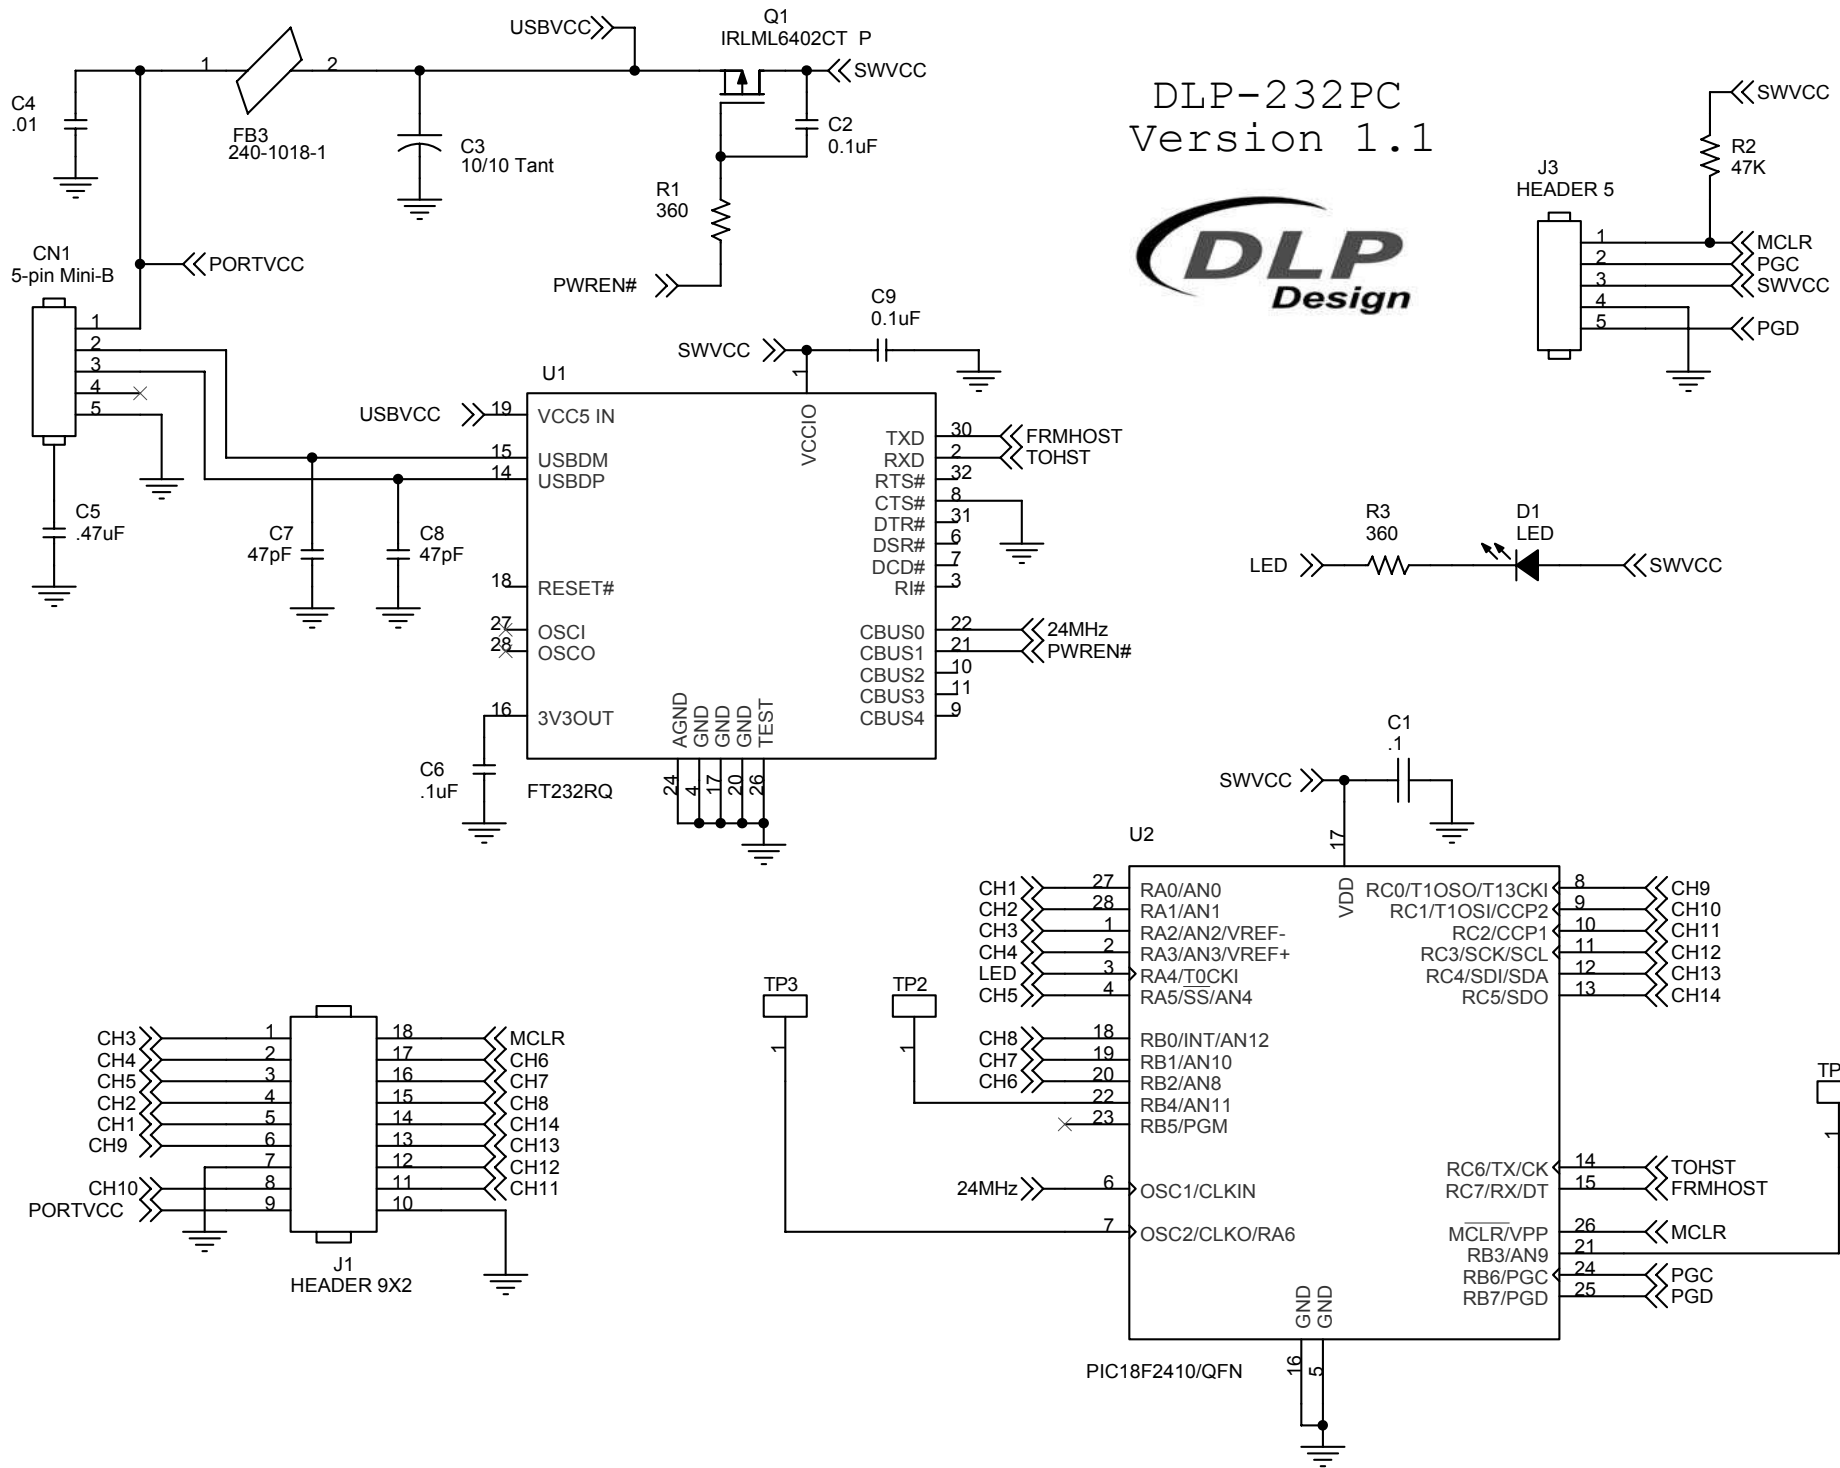 USBVCC
Q1
IRLML6402CT P
SWVCC
1
2
C4
.01
FB3
240-1018-1
C3
10/10 Tant
C2
0.1uF
R1
360
PWREN#
DLP-232PC
Version 1.1
DLP
Design
SWVCC
R2
47K
J3
HEADER 5
1
2
3
4
5
MCLR
PGC
SWVCC
PGD
CN1
5-pin Mini-B
PORTVCC
1
2
3
4
5
C5
.47uF
C7
47pF
C8
47pF
C9
0.1uF
SWVCC
1
U1
USBVCC
19 VCC5 IN
15 USBDM
14 USBDP
18 RESET#
27 OSCI
28 OSCO
16 3V3OUT
VCCIO
TXD 30 FRMHOST
RXD 2 TOHST
RTS# 32
CTS# 8
DTR# 31
DSR# 6
DCD# 7
RI# 3
CBUS0 22 24MHz
CBUS1 21 PWREN#
CBUS2 10
CBUS3 11
CBUS4 9
AGND
GND
GND
GND
TEST
24
4
17
20
26
C6
.1uF
FT232RQ
R3
360
D1
LED
LED
SWVCC
C1
.1
SWVCC
17
U2
VDD
CH1 27 RA0/AN0
CH2 28 RA1/AN1
CH3 1 RA2/AN2/VREF-
CH4 2 RA3/AN3/VREF+
LED 3 RA4/T0CKI
CH5 4 RA5/SS/AN4
CH8 18 RB0/INT/AN12
CH7 19 RB1/AN10
CH6 20 RB2/AN8
22 RB4/AN11
23 RB5/PGM
24MHz 6 OSC1/CLKIN
7 OSC2/CLKO/RA6
RC0/T1OSO/T13CKI 8 CH9
RC1/T1OSI/CCP2 9 CH10
RC2/CCP1 10 CH11
RC3/SCK/SCL 11 CH12
RC4/SDI/SDA 12 CH13
RC5/SDO 13 CH14
RC6/TX/CK 14 TOHST
RC7/RX/DT 15 FRMHOST
MCLR/VPP 26 MCLR
RB3/AN9 21
RB6/PGC 24 PGC
RB7/PGD 25 PGD
GND
GND
16
5
PIC18F2410/QFN
TP3
1
TP2
1
TP
1
CH3 1
CH4 2
CH5 3
CH2 4
CH1 5
CH9 6
7
CH10 8
PORTVCC 9
18 MCLR
17 CH6
16 CH7
15 CH8
14 CH14
13 CH13
12 CH12
11 CH11
10
J1
HEADER 9X2